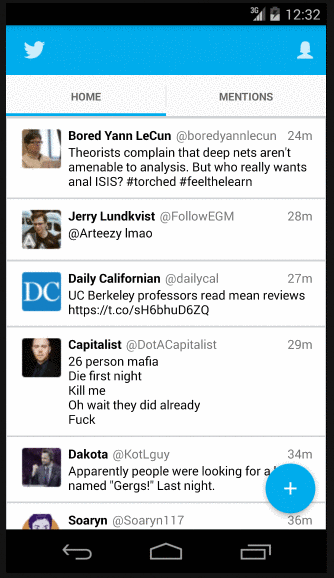 3G 12:32
HOME MENTIONS
Bored Yann LeCun @boredyannlecun 24m
Theorists complain that deep nets aren't
amenable to analysis. But who really wants
anal ISIS? #torched #feelthelearn
Jerry Lundkvist @FollowEGM 28m
@Arteezy lmao
DC
Daily Californian @dailycal 27m
UC Berkeley professors read mean reviews
https://t.co/sH6bhuD6ZQ
Capitalist @DotACapitalist 29m
26 person mafia
Die first night
Kill me
Oh wait they did already
Fuck
Dakota @KotLguy 34m
Apparently people were looking for a
named "Gergs!" Last night.
+
Soaryn @Soaryn117 36m